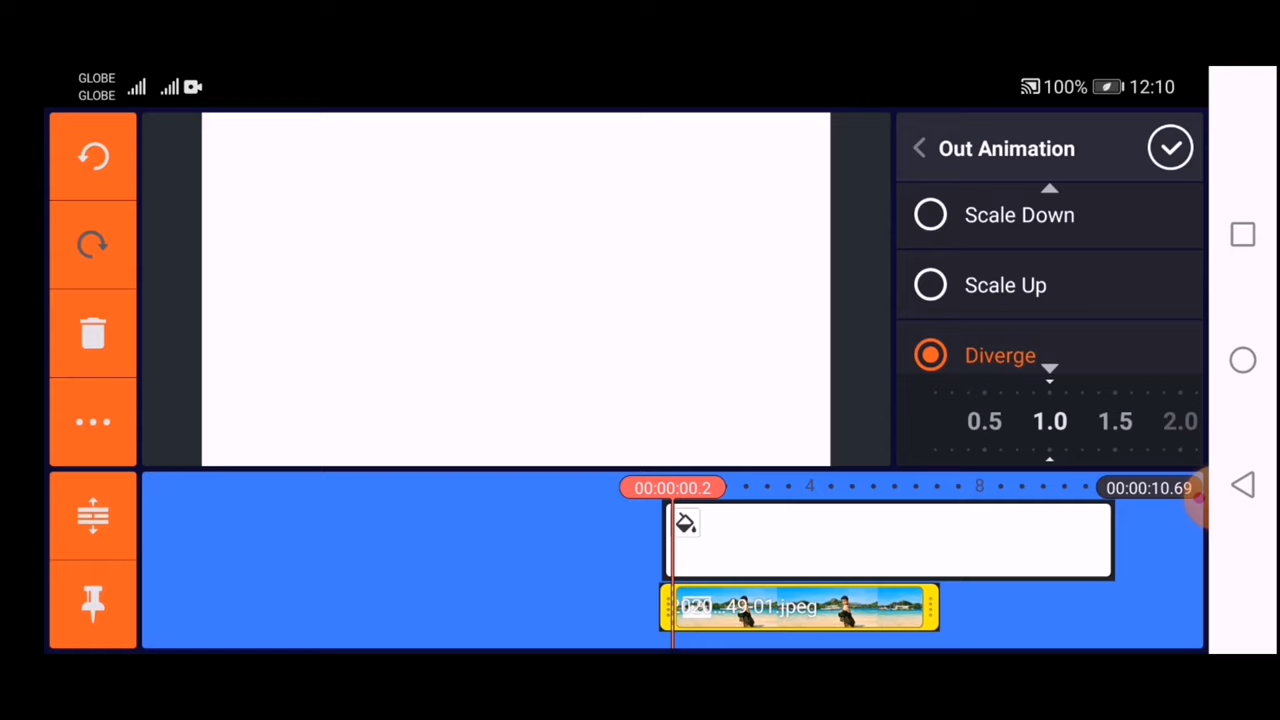 GLOBE
GLOBE
100% 12:10
Out Animation
Scale Down
Scale Up
Diverge
0.5 1.0 1.5 2.0
00:00:00.2 4 8 00:00:10.69
2020...49-01.jpeg